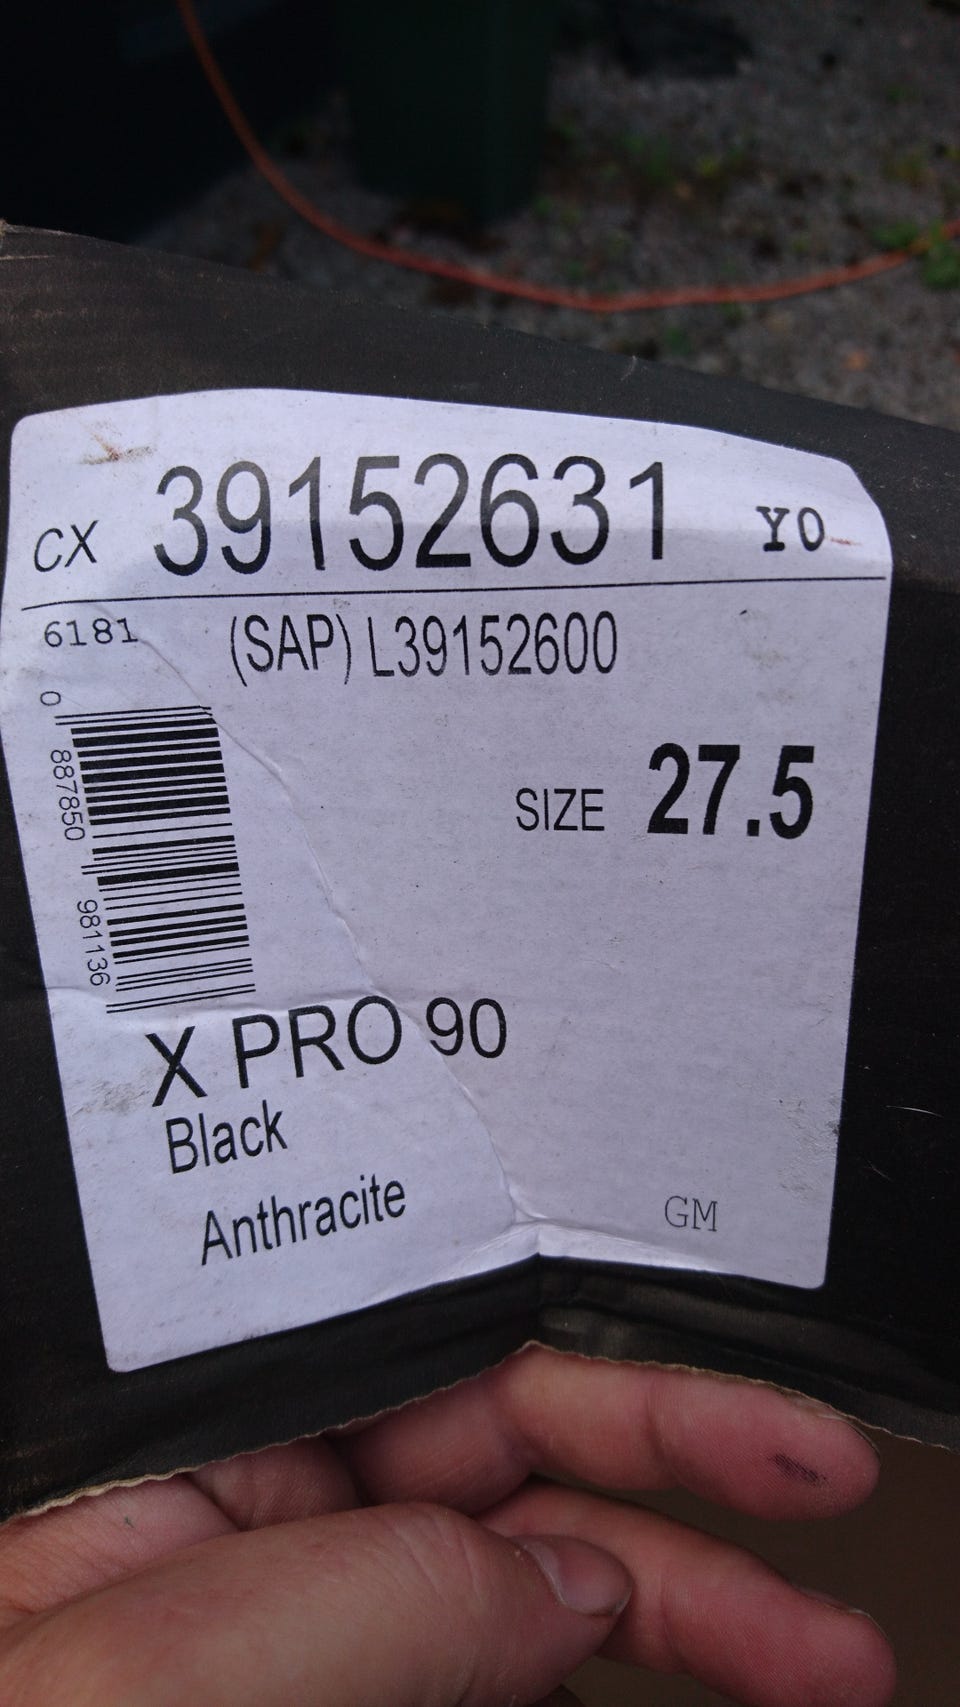 CX 39152631 YO
6181 (SAP) L39152600
0 887850 981136
SIZE 27.5
X PRO 90
Black
Anthracite
GM